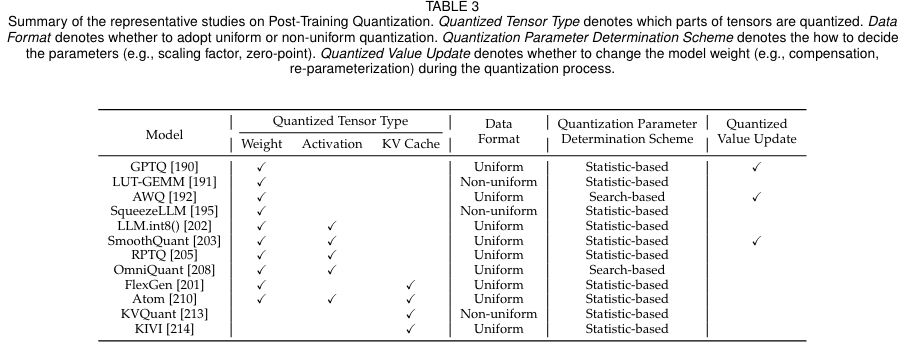 TABLE 3
Summary of the representative studies on Post-Training Quantization. Quantized Tensor Type denotes which parts of tensors are quantized. Data
Format denotes whether to adopt uniform or non-uniform quantization. Quantization Parameter Determination Scheme denotes the how to decide
the parameters (e.g., scaling factor, zero-point). Quantized Value Update denotes whether to change the model weight (e.g., compensation,
re-parameterization) during the quantization process.
Model | Quantized Tensor Type | Data Format | Quantization Parameter Determination Scheme | Quantized Value Update
Weight Activation KV Cache
GPTQ [190] ✓ Uniform Statistic-based ✓
LUT-GEMM [191] ✓ Non-uniform Statistic-based
AWQ [192] ✓ Uniform Search-based ✓
SqueezeLLM [195] ✓ Non-uniform Statistic-based
LLM.int8() [202] ✓ ✓ Uniform Statistic-based
SmoothQuant [203] ✓ ✓ Uniform Statistic-based ✓
RPTQ [205] ✓ ✓ Uniform Statistic-based
OmniQuant [208] ✓ ✓ Uniform Search-based
FlexGen [201] ✓ ✓ Uniform Statistic-based
Atom [210] ✓ ✓ ✓ Uniform Statistic-based
KVQuant [213] ✓ Non-uniform Statistic-based
KIVI [214] ✓ Uniform Statistic-based